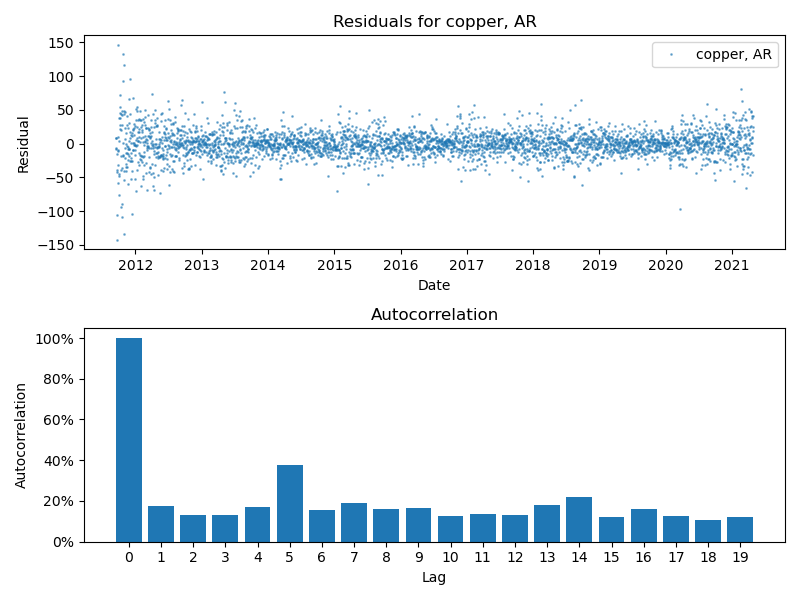 Residuals for copper, AR
150
100
50
0
−50
−100
−150
Residual
copper, AR
2012 2013 2014 2015 2016 2017 2018 2019 2020 2021
Date
Autocorrelation
100%
80%
60%
40%
20%
0%
Autocorrelation
0 1 2 3 4 5 6 7 8 9 10 11 12 13 14 15 16 17 18 19
Lag